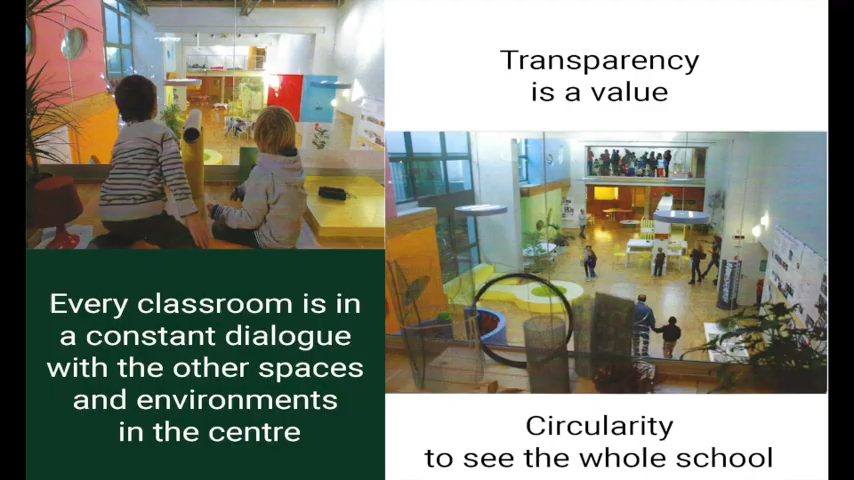 Every classroom is in
a constant dialogue
with the other spaces
and environments
in the centre
Transparency
is a value
Circularity
to see the whole school